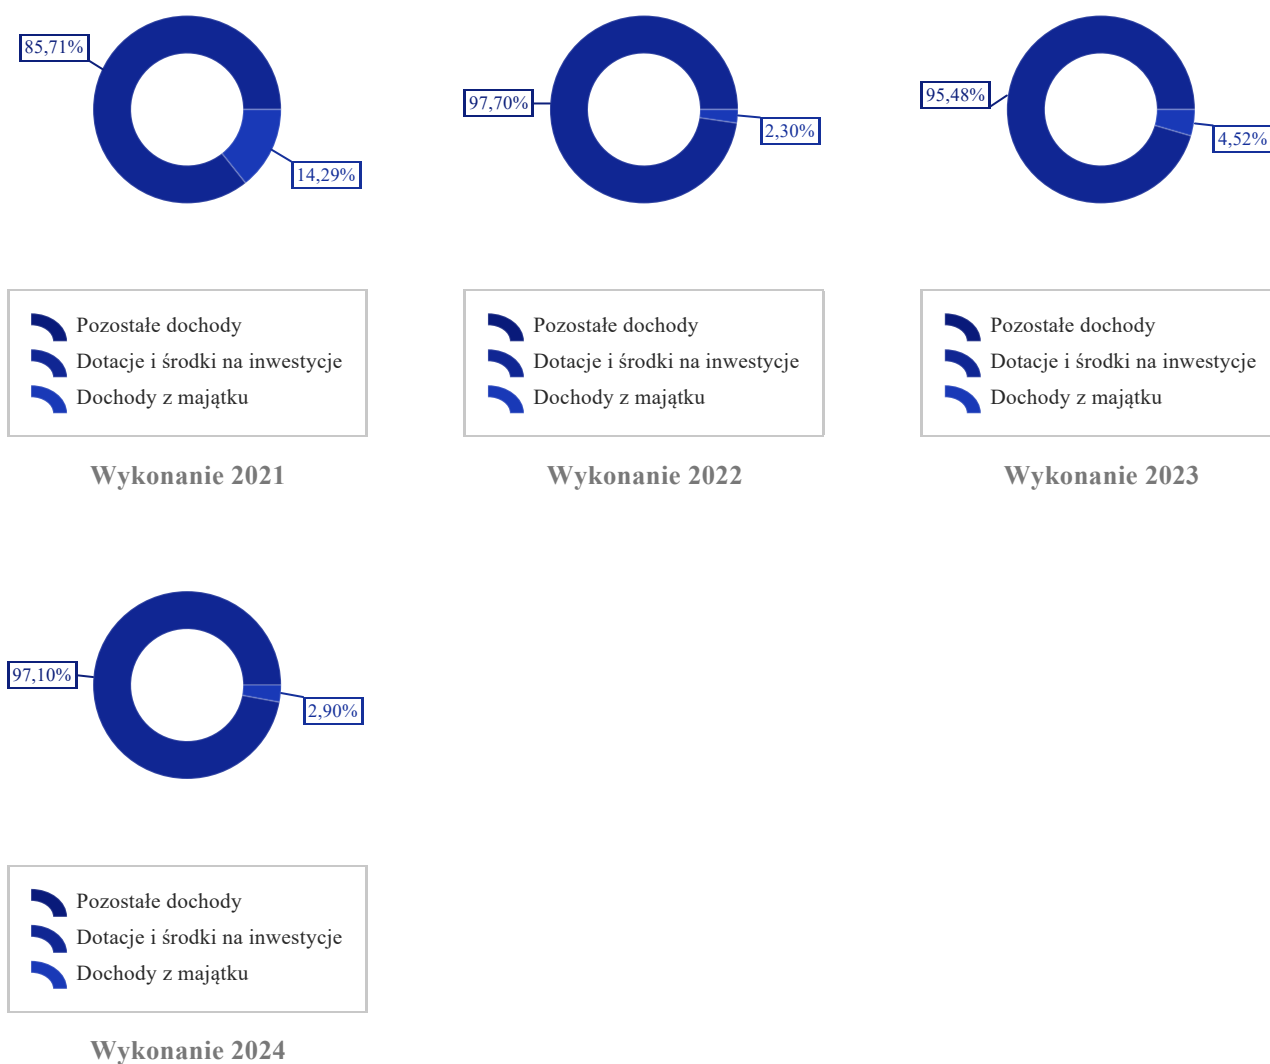 85,71%
14,29%
Pozostałe dochody
Dotacje i środki na inwestycje
Dochody z majątku
Wykonanie 2021
97,70%
2,30%
Pozostałe dochody
Dotacje i środki na inwestycje
Dochody z majątku
Wykonanie 2022
95,48%
4,52%
Pozostałe dochody
Dotacje i środki na inwestycje
Dochody z majątku
Wykonanie 2023
97,10%
2,90%
Pozostałe dochody
Dotacje i środki na inwestycje
Dochody z majątku
Wykonanie 2024